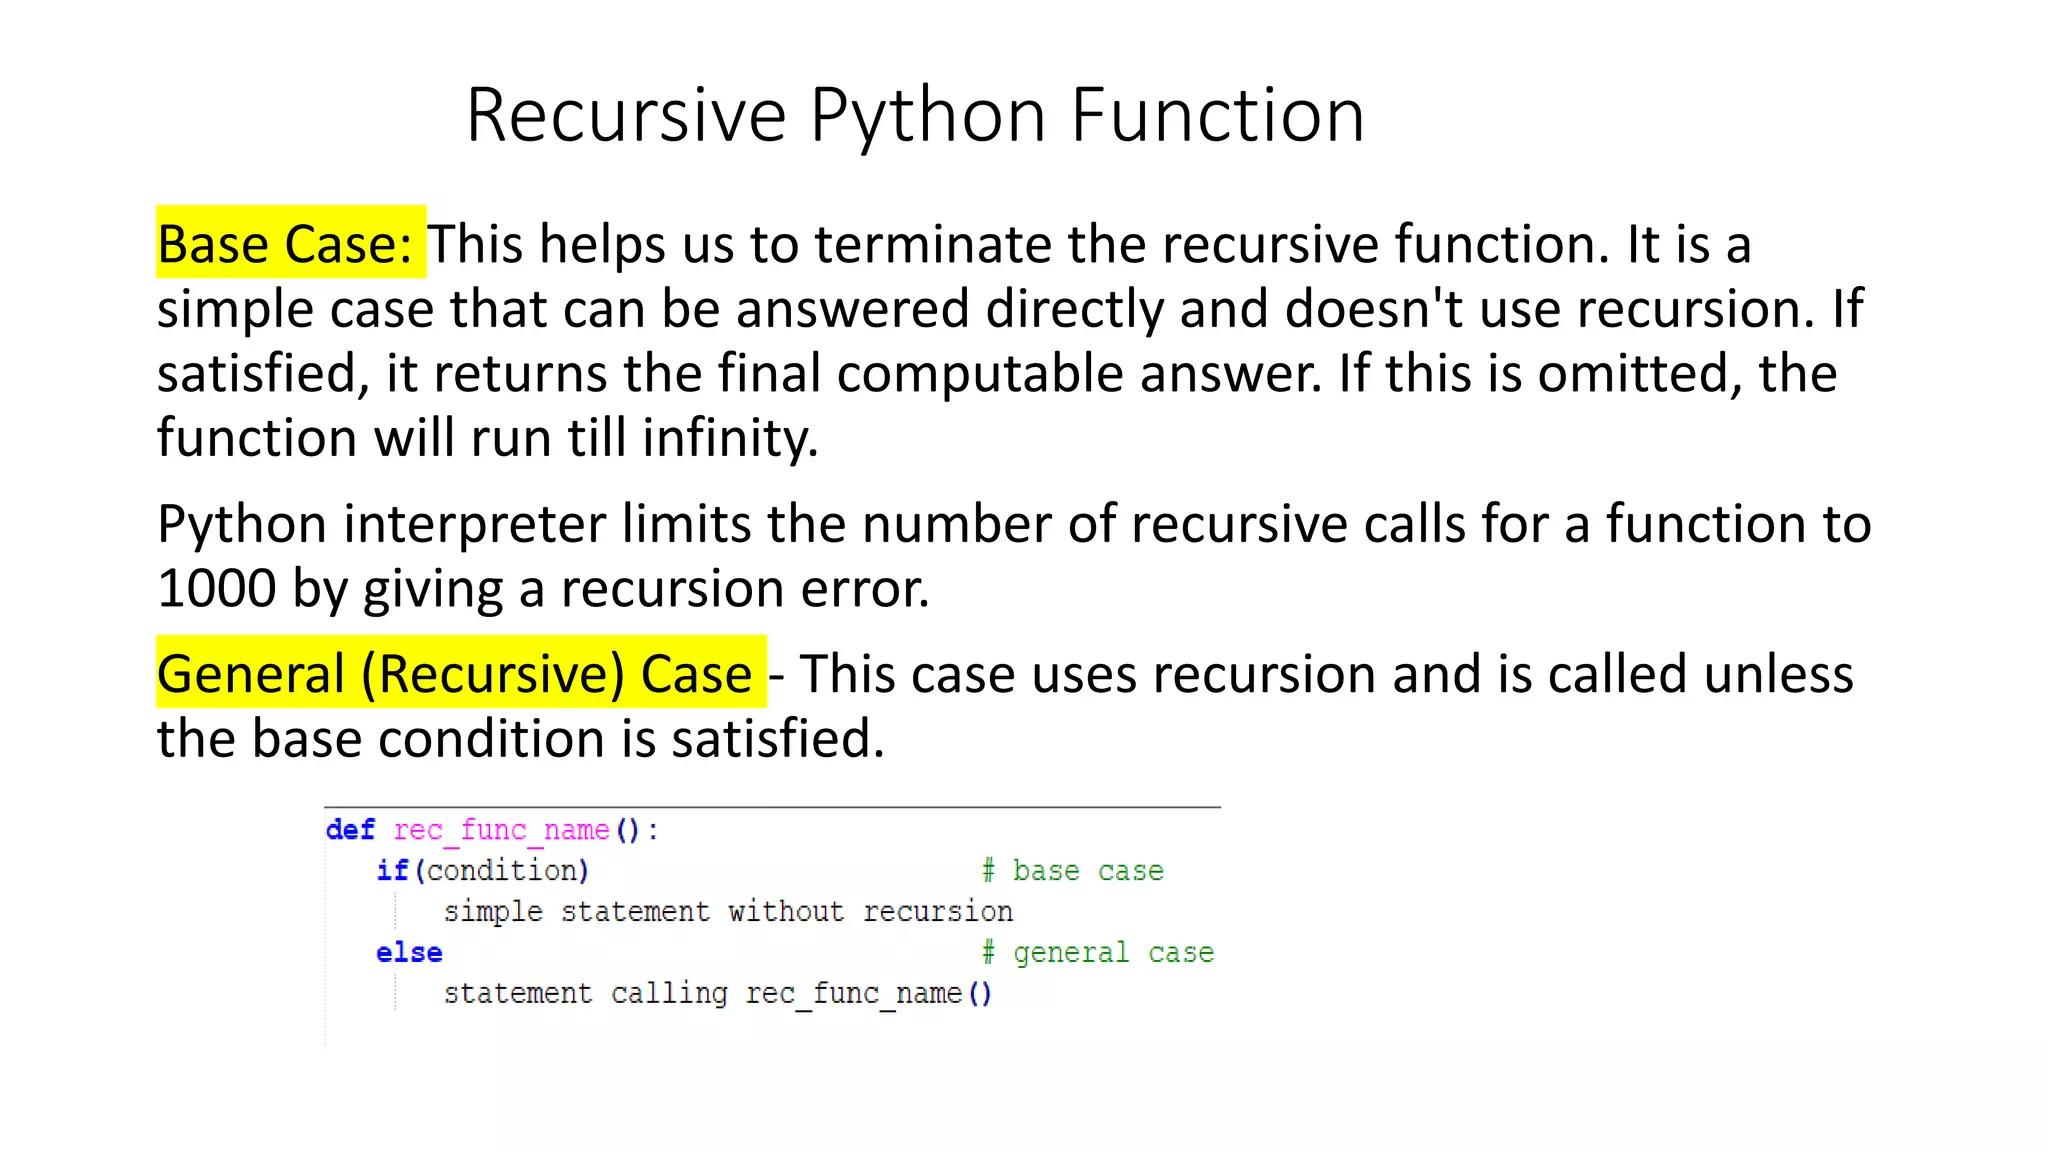 Recursive Python Function
Base Case: This helps us to terminate the recursive function. It is a
simple case that can be answered directly and doesn't use recursion. If
satisfied, it returns the final computable answer. If this is omitted, the
function will run till infinity.
Python interpreter limits the number of recursive calls for a function to
1000 by giving a recursion error.
General (Recursive) Case - This case uses recursion and is called unless
the base condition is satisfied.
def rec_func_name():
if(condition) # base case
simple statement without recursion
else # general case
statement calling rec_func_name()